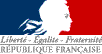 Liberté • Égalité • Fraternité
RÉPUBLIQUE FRANÇAISE